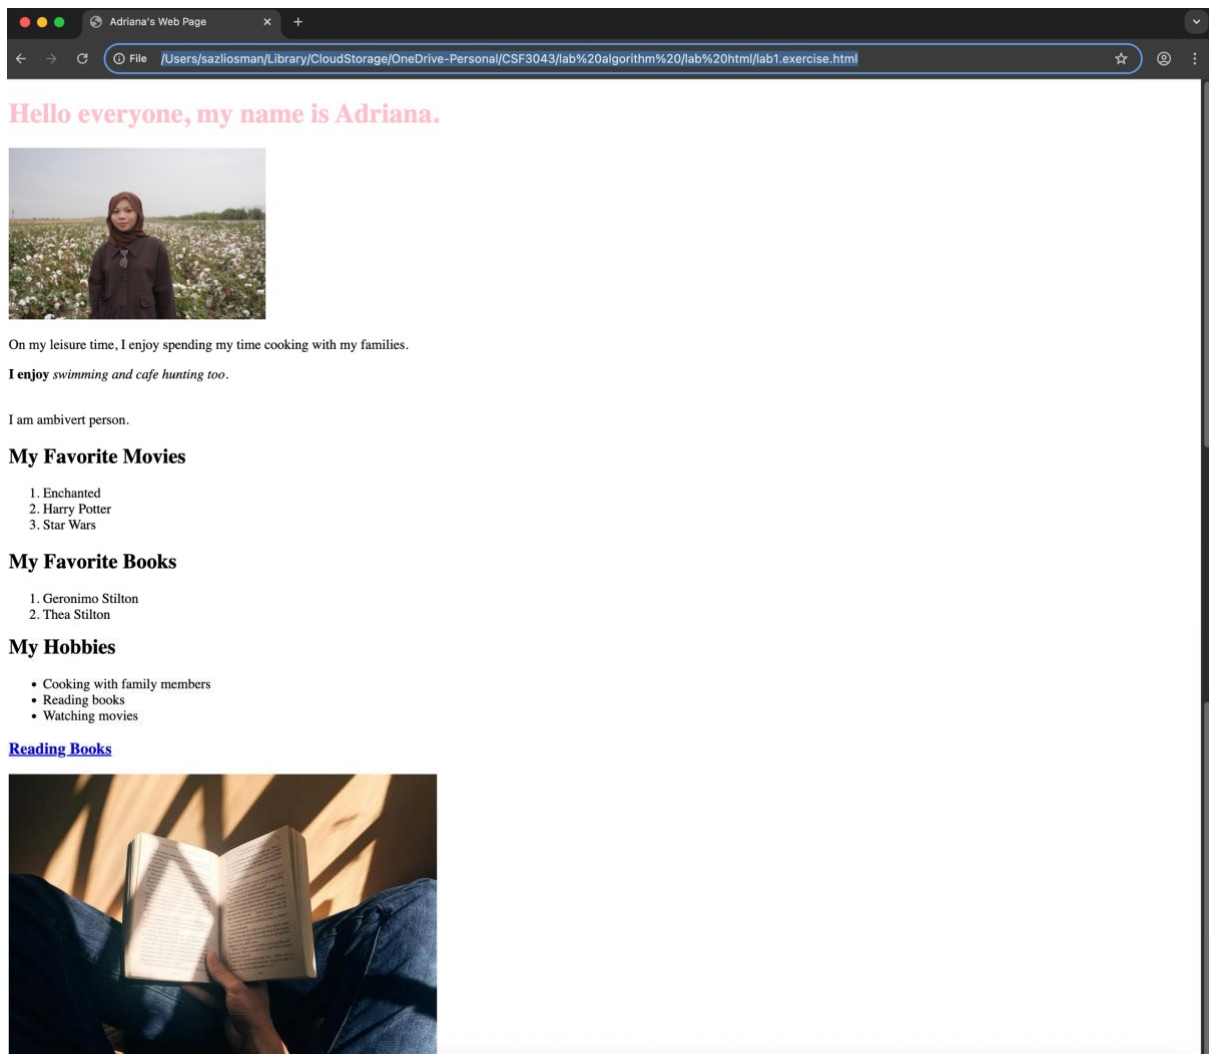 Adriana's Web Page
File /Users/sazliosman/Library/CloudStorage/OneDrive-Personal/CSF3043/lab%20algorithm%20/lab%20html/lab1.exercise.html
Hello everyone, my name is Adriana.
On my leisure time, I enjoy spending my time cooking with my families.
I enjoy swimming and cafe hunting too.
I am ambivert person.
My Favorite Movies
1. Enchanted
2. Harry Potter
3. Star Wars
My Favorite Books
1. Geronimo Stilton
2. Thea Stilton
My Hobbies
• Cooking with family members
• Reading books
• Watching movies
Reading Books